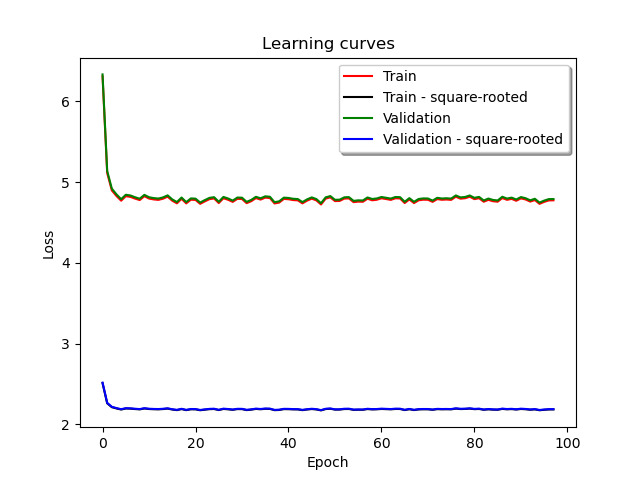 Learning curves
Train
Train - square-rooted
Validation
Validation - square-rooted
6
5
4
3
2
Loss
0 20 40 60 80 100
Epoch